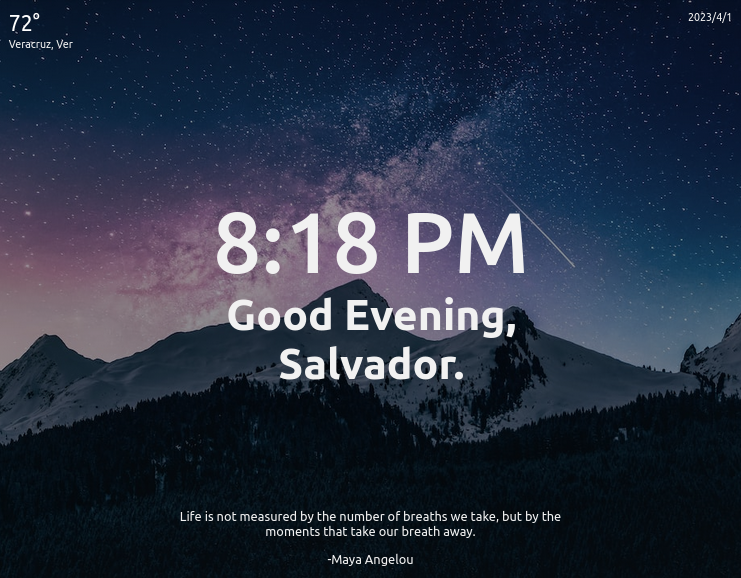 72°
Veracruz, Ver
2023/4/1
8:18 PM
Good Evening,
Salvador.
Life is not measured by the number of breaths we take, but by the
moments that take our breath away.
-Maya Angelou